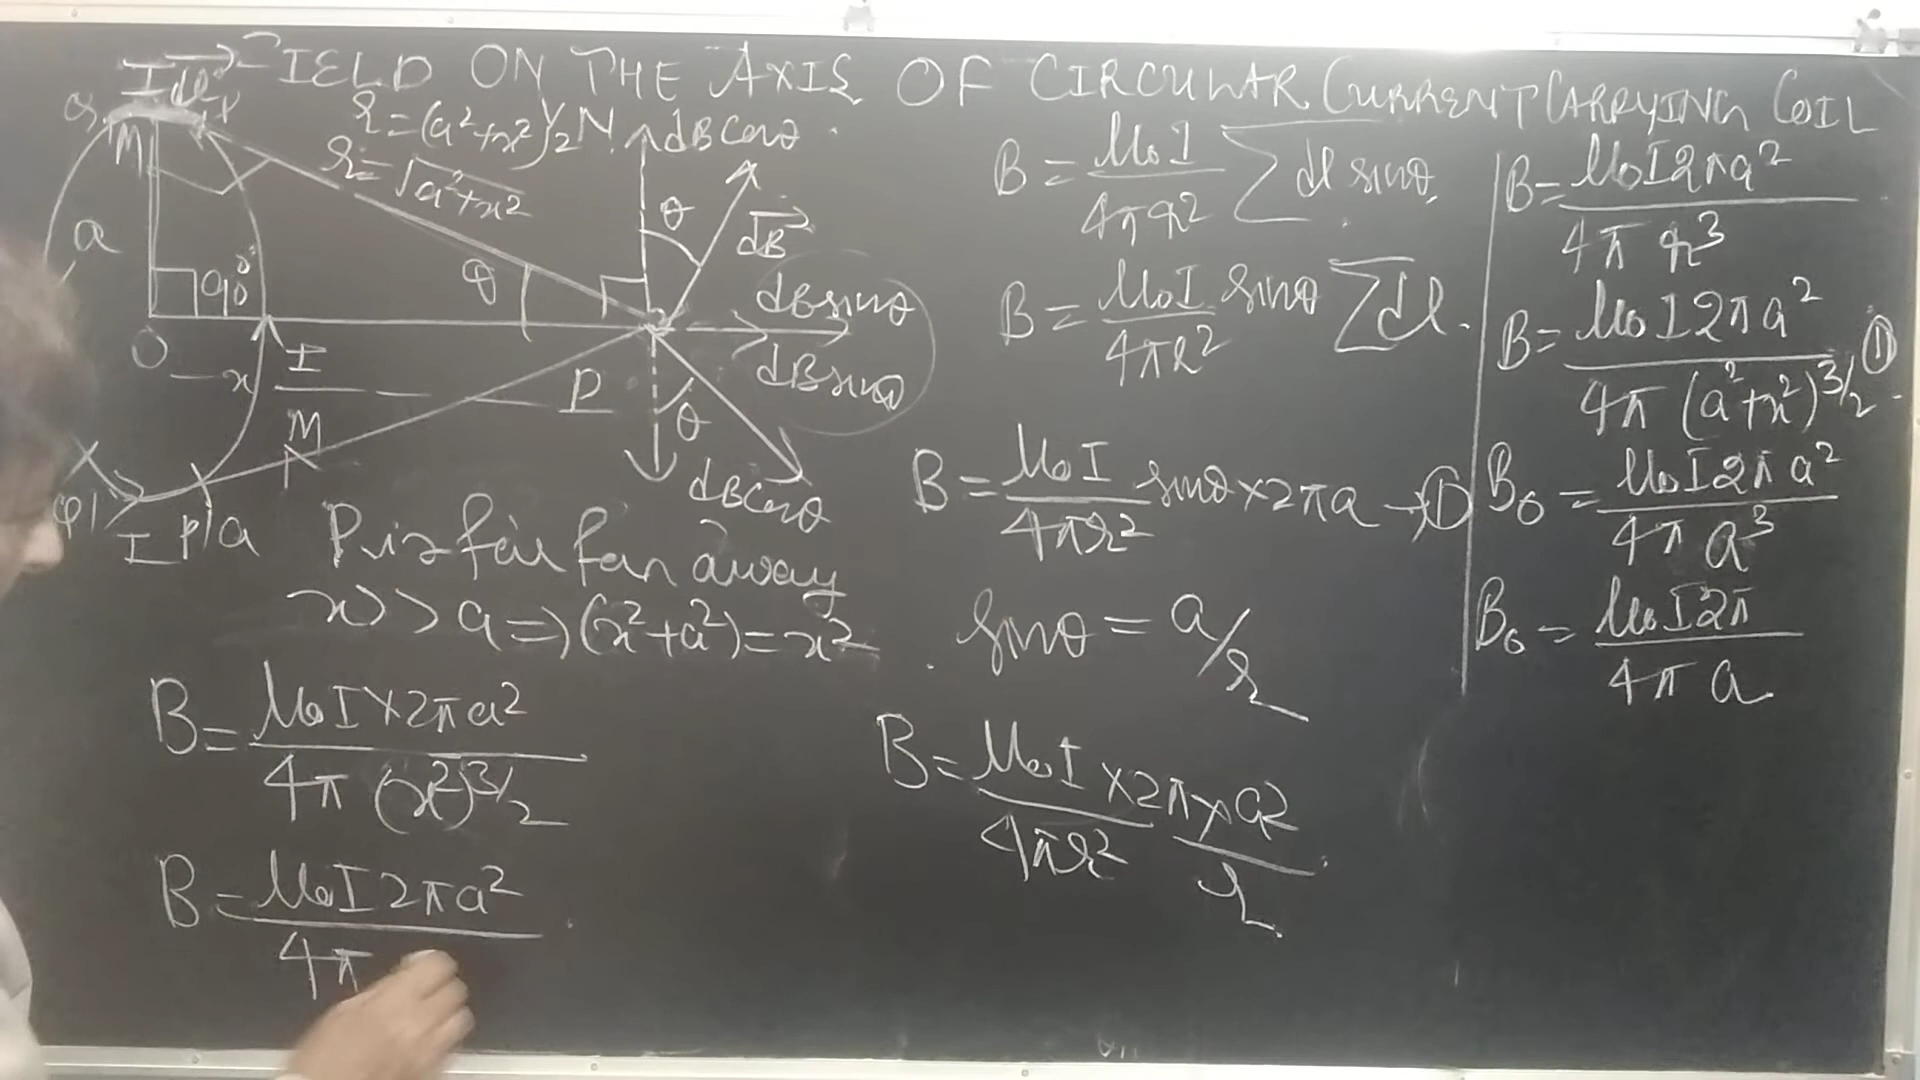 FIELD ON THE AXIS OF CIRCULAR CURRENT CARRYING COIL
I dl
r = (a²+x²)^1/2 N dB cosθ
r = √a²+x²
M
a
90°
θ
θ
dB
dB sinθ
dB sinθ
O
x
I
P
M
θ
dB cosθ
I P' a
P is far far away
x >> a ⇒ (x²+a²) = x²
B = μ₀I×2πa² / 4π (x²)^3/2
B = μ₀I2πa² / 4π
B = μ₀I / 4πr² ∑ dl sinθ
B = μ₀I / 4πr² sinθ ∑ dl
B = μ₀I / 4πr² sinθ × 2πa → ①
sinθ = a/r
B = μ₀I / 4πr² × 2π × a2 / r
B = μ₀I2πa² / 4π r³
B = μ₀I2πa² / 4π (a²+x²)^3/2 ①
B₀ = μ₀I2πa² / 4π a³
B₀ = μ₀I2π / 4π a